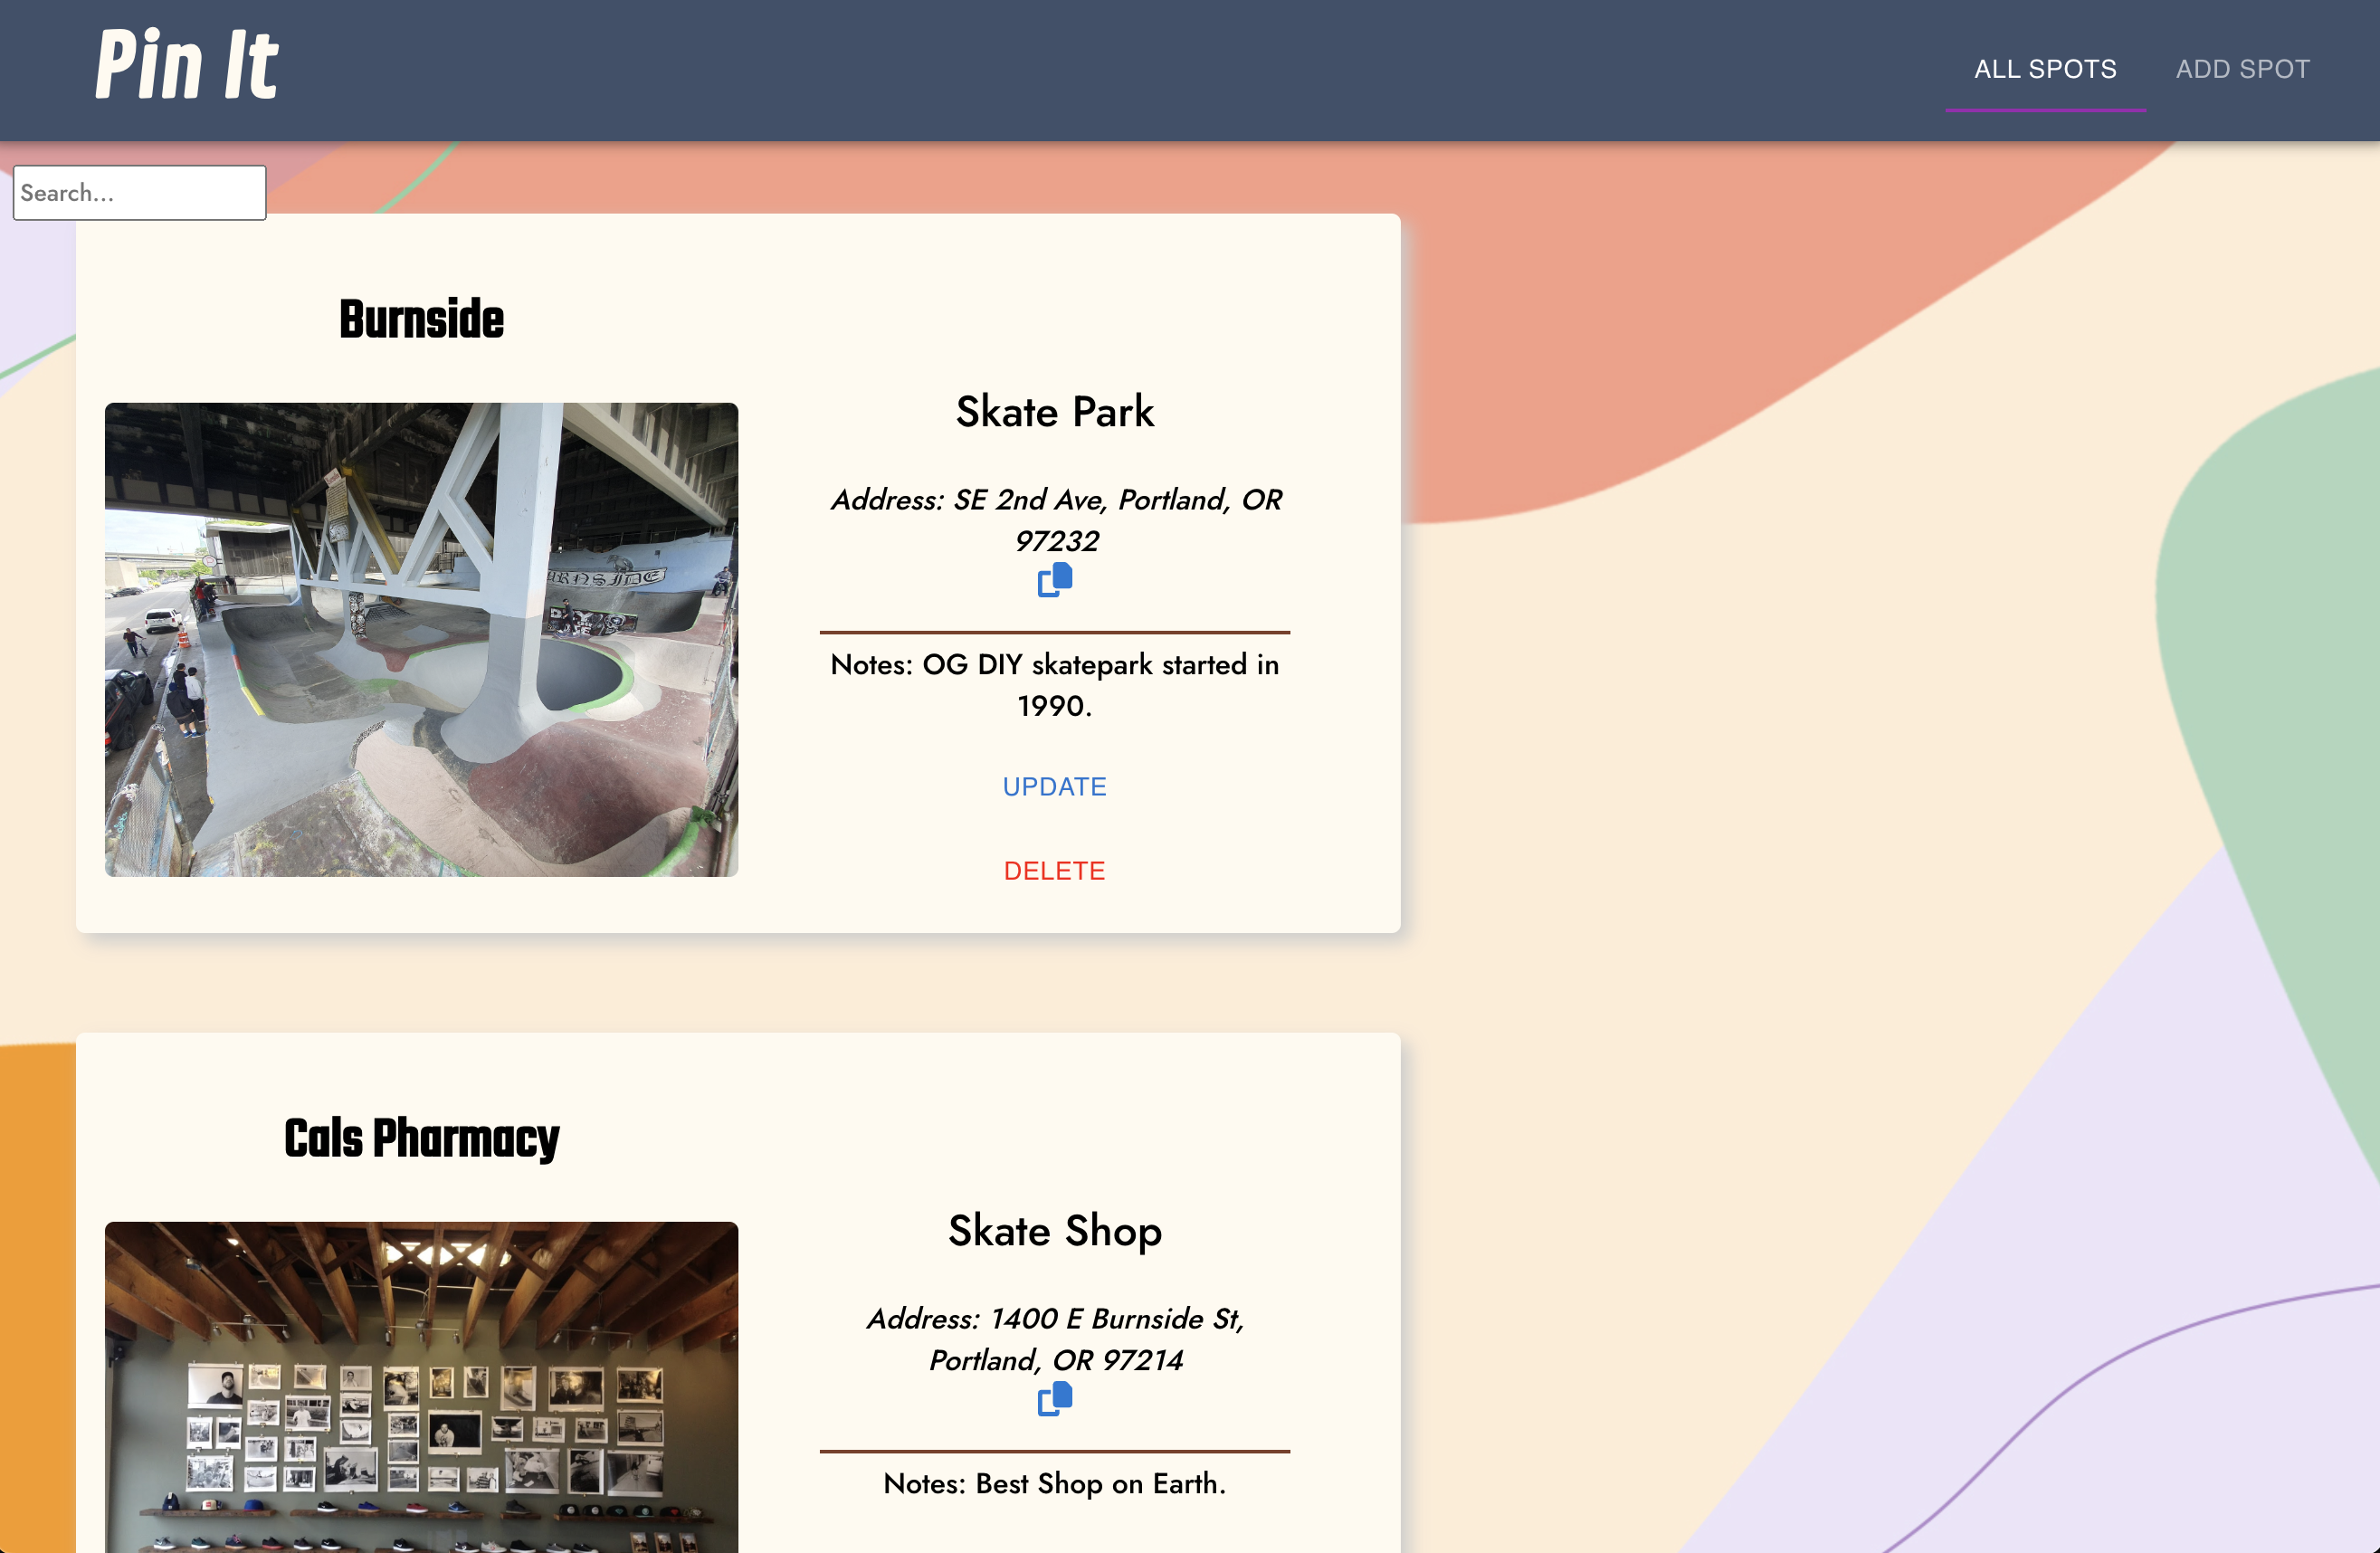 Pin It
ALL SPOTS
ADD SPOT
Search...
Burnside
Skate Park
Address: SE 2nd Ave, Portland, OR
97232
Notes: OG DIY skatepark started in
1990.
UPDATE
DELETE
Cals Pharmacy
Skate Shop
Address: 1400 E Burnside St,
Portland, OR 97214
Notes: Best Shop on Earth.